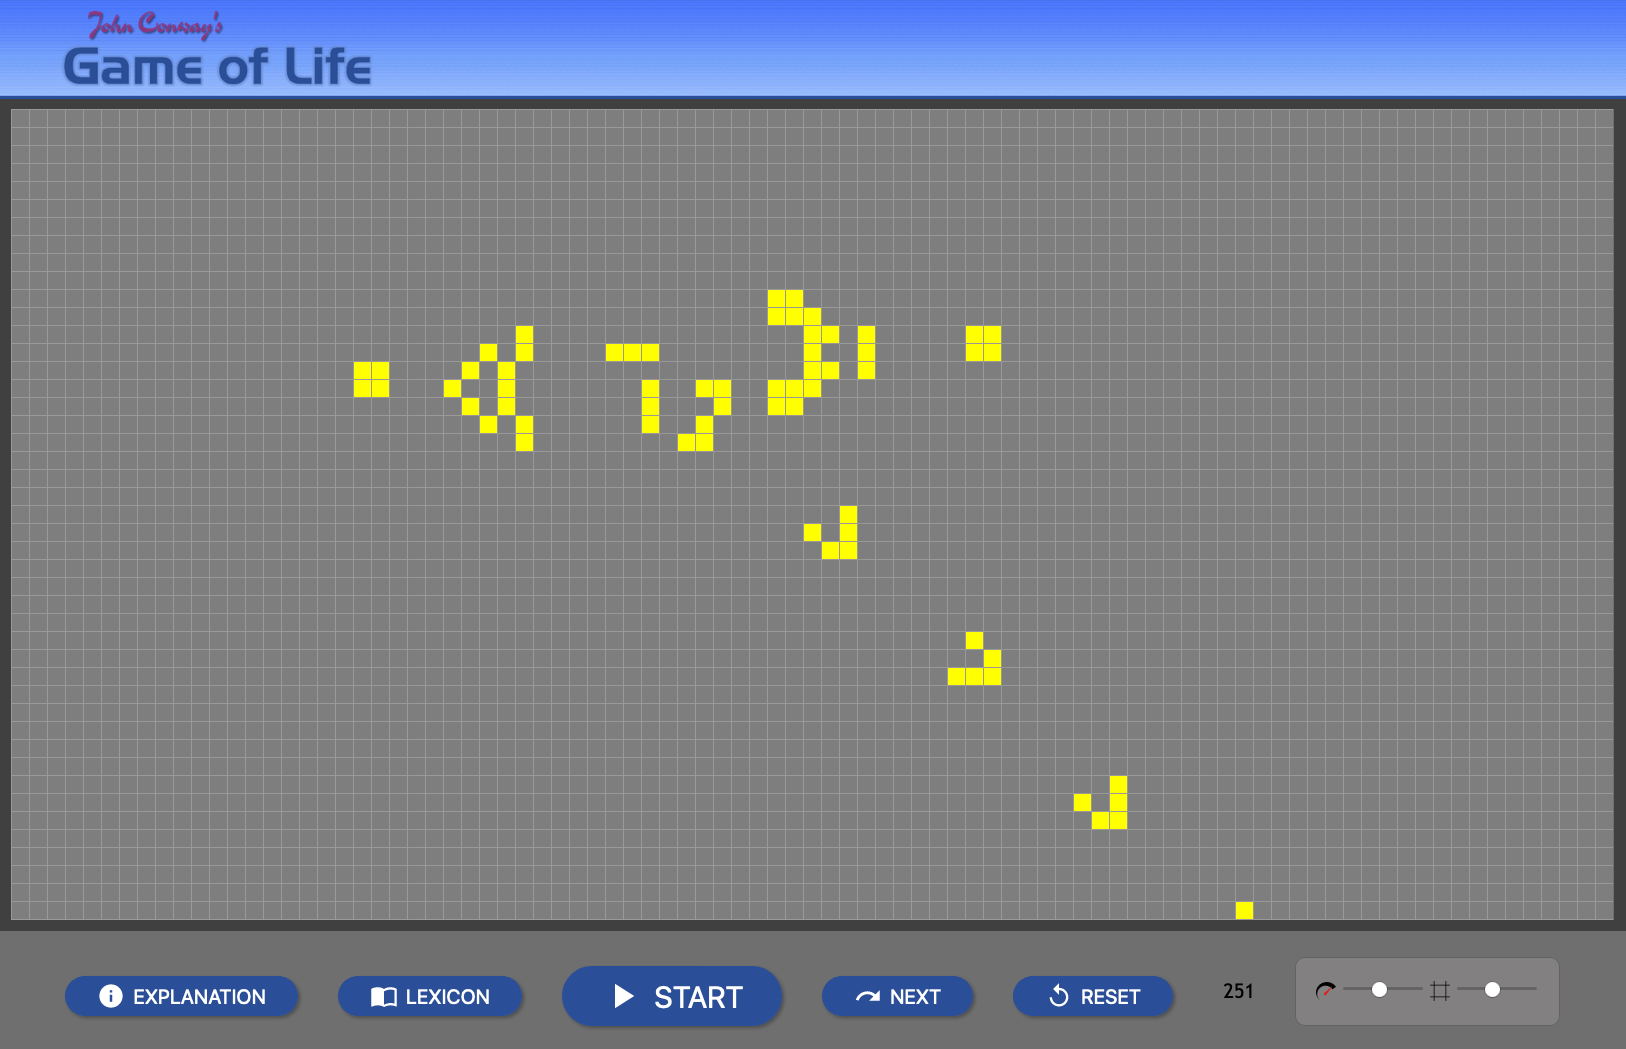 John Conway's
Game of Life
EXPLANATION
LEXICON
START
NEXT
RESET
251